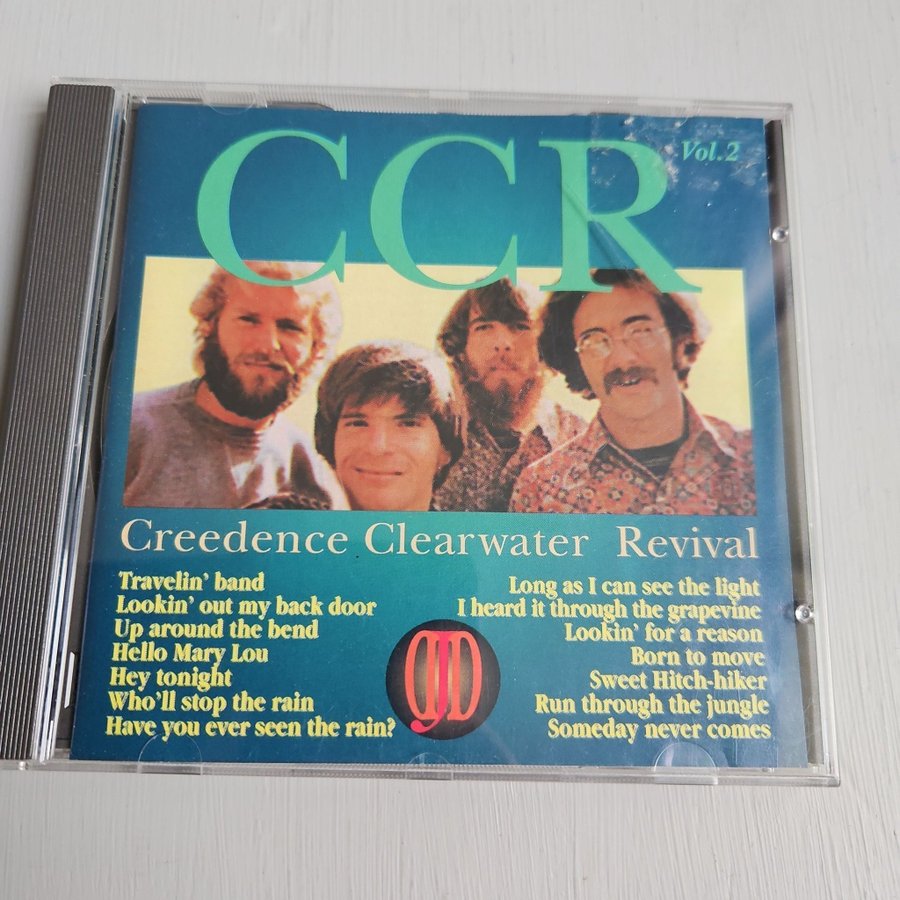 CCR
Vol.2
Creedence Clearwater Revival
Travelin' band
Lookin' out my back door
Up around the bend
Hello Mary Lou
Hey tonight
Who'll stop the rain
Have you ever seen the rain?
Long as I can see the light
I heard it through the grapevine
Lookin' for a reason
Born to move
Sweet Hitch-hiker
Run through the jungle
Someday never comes